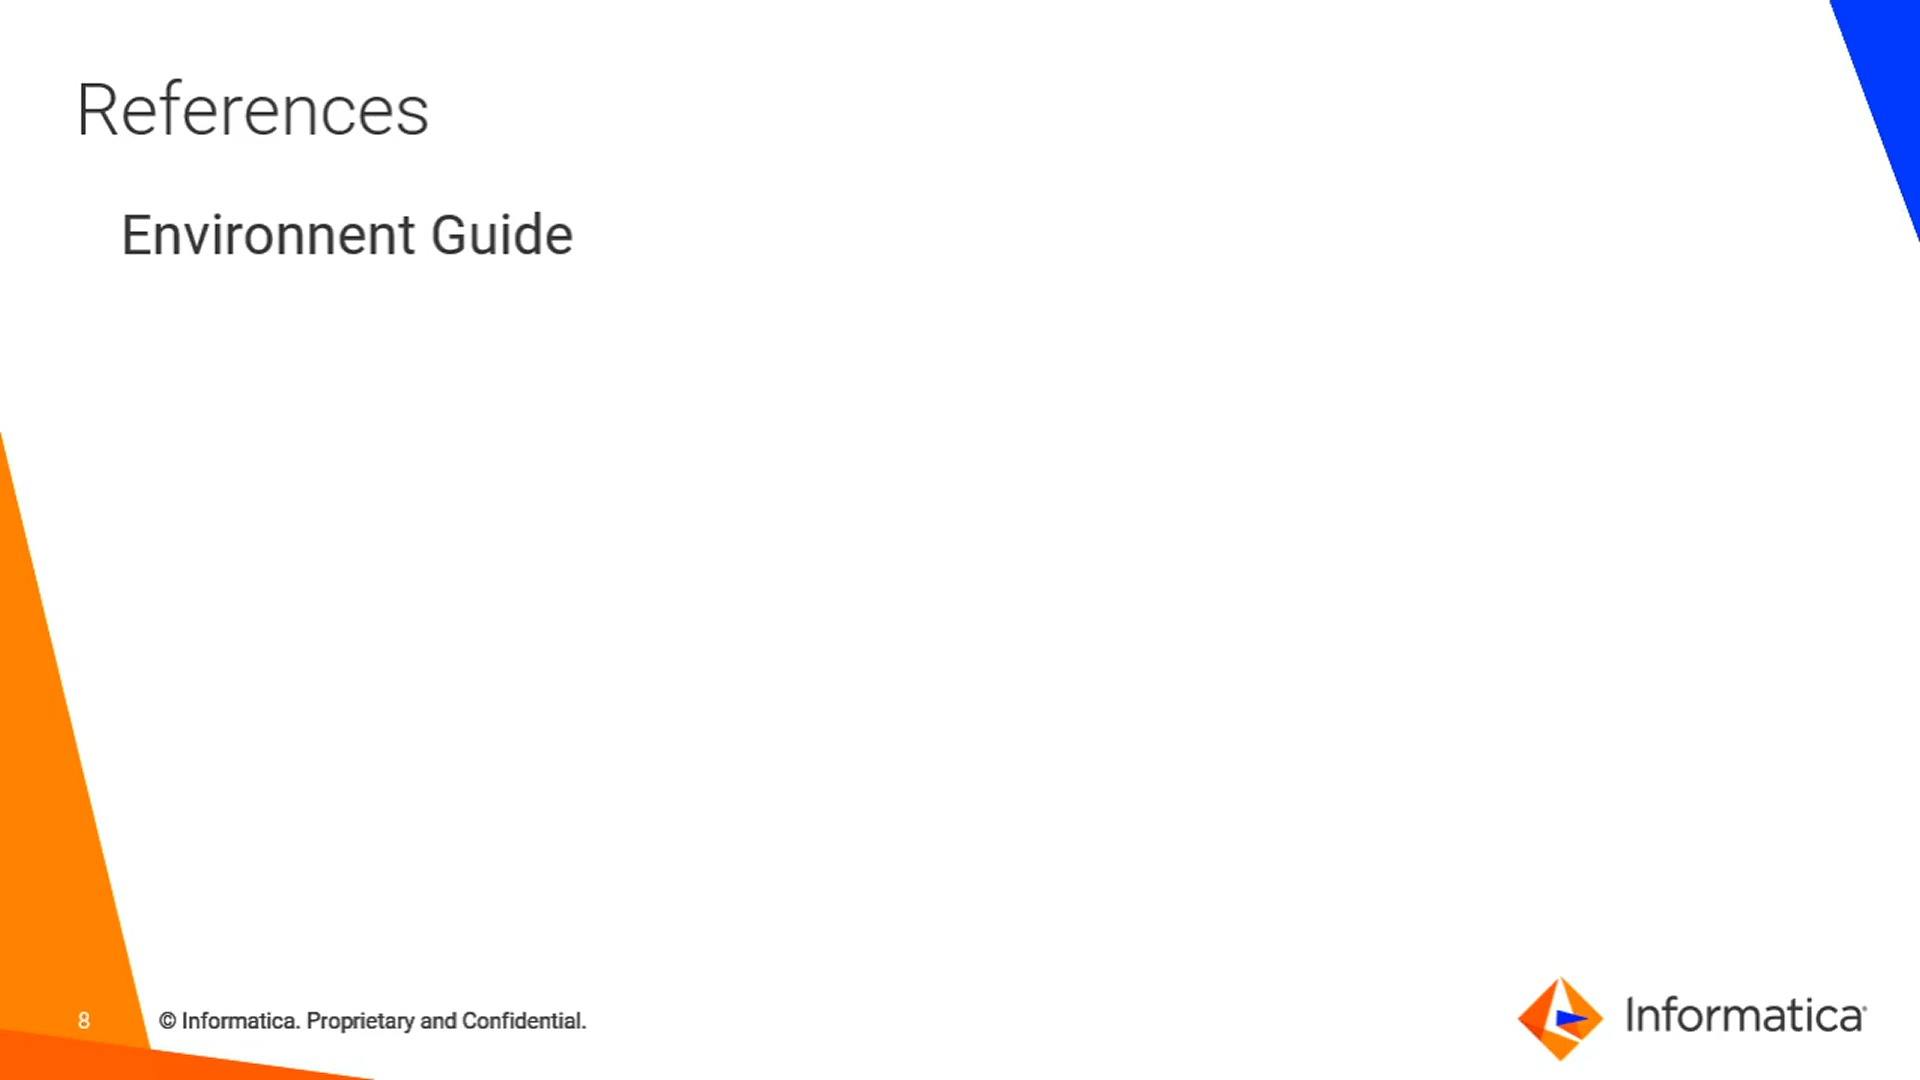 References
Environnent Guide
8
© Informatica. Proprietary and Confidential.
Informatica